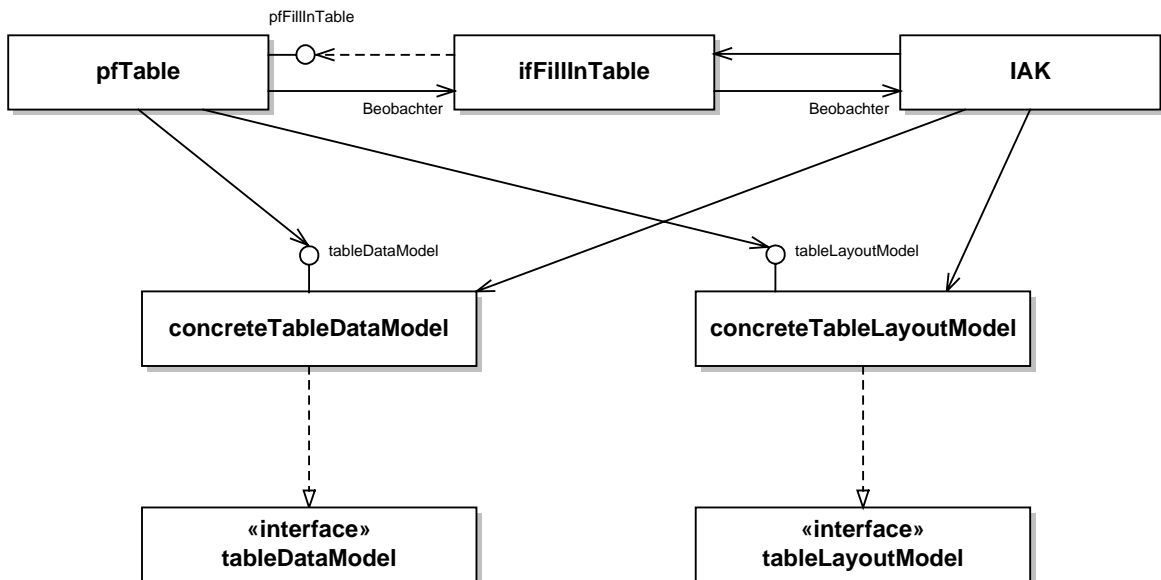 pfFillInTable
pfTable
ifFillInTable
IAK
Beobachter
Beobachter
tableDataModel
tableLayoutModel
concreteTableDataModel
concreteTableLayoutModel
«interface»
tableDataModel
«interface»
tableLayoutModel